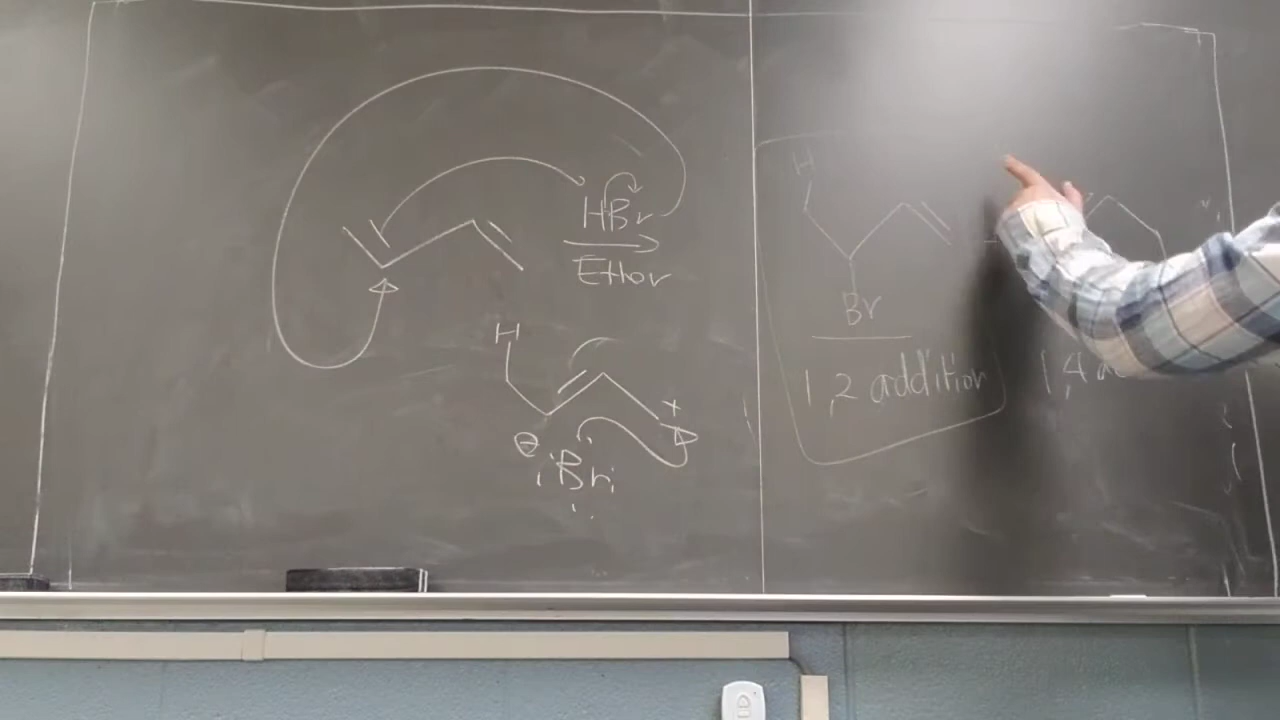 HBr
Ether
H
+
⊖
:Br:
H
Br
1,2 addition
1,4